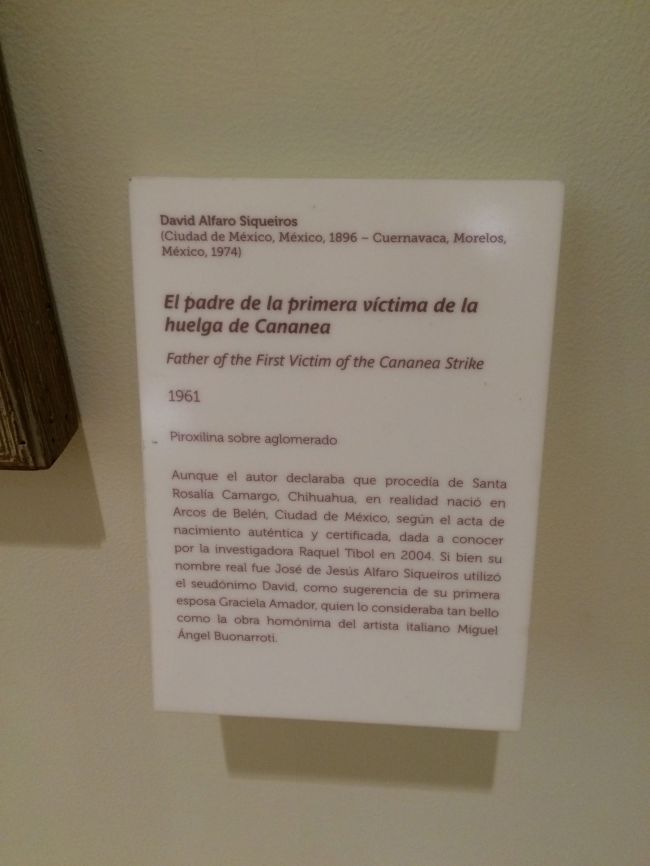 David Alfaro Siqueiros
(Ciudad de México, México, 1896 – Cuernavaca, Morelos,
México, 1974)
El padre de la primera víctima de la
huelga de Cananea
Father of the First Victim of the Cananea Strike
1961
Piroxilina sobre aglomerado
Aunque el autor declaraba que procedía de Santa
Rosalía Camargo, Chihuahua, en realidad nació en
Arcos de Belén, Ciudad de México, según el acta de
nacimiento auténtica y certificada, dada a conocer
por la investigadora Raquel Tibol en 2004. Si bien su
nombre real fue José de Jesús Alfaro Siqueiros utilizó
el seudónimo David, como sugerencia de su primera
esposa Graciela Amador, quien lo consideraba tan bello
como la obra homónima del artista italiano Miguel
Ángel Buonarroti.